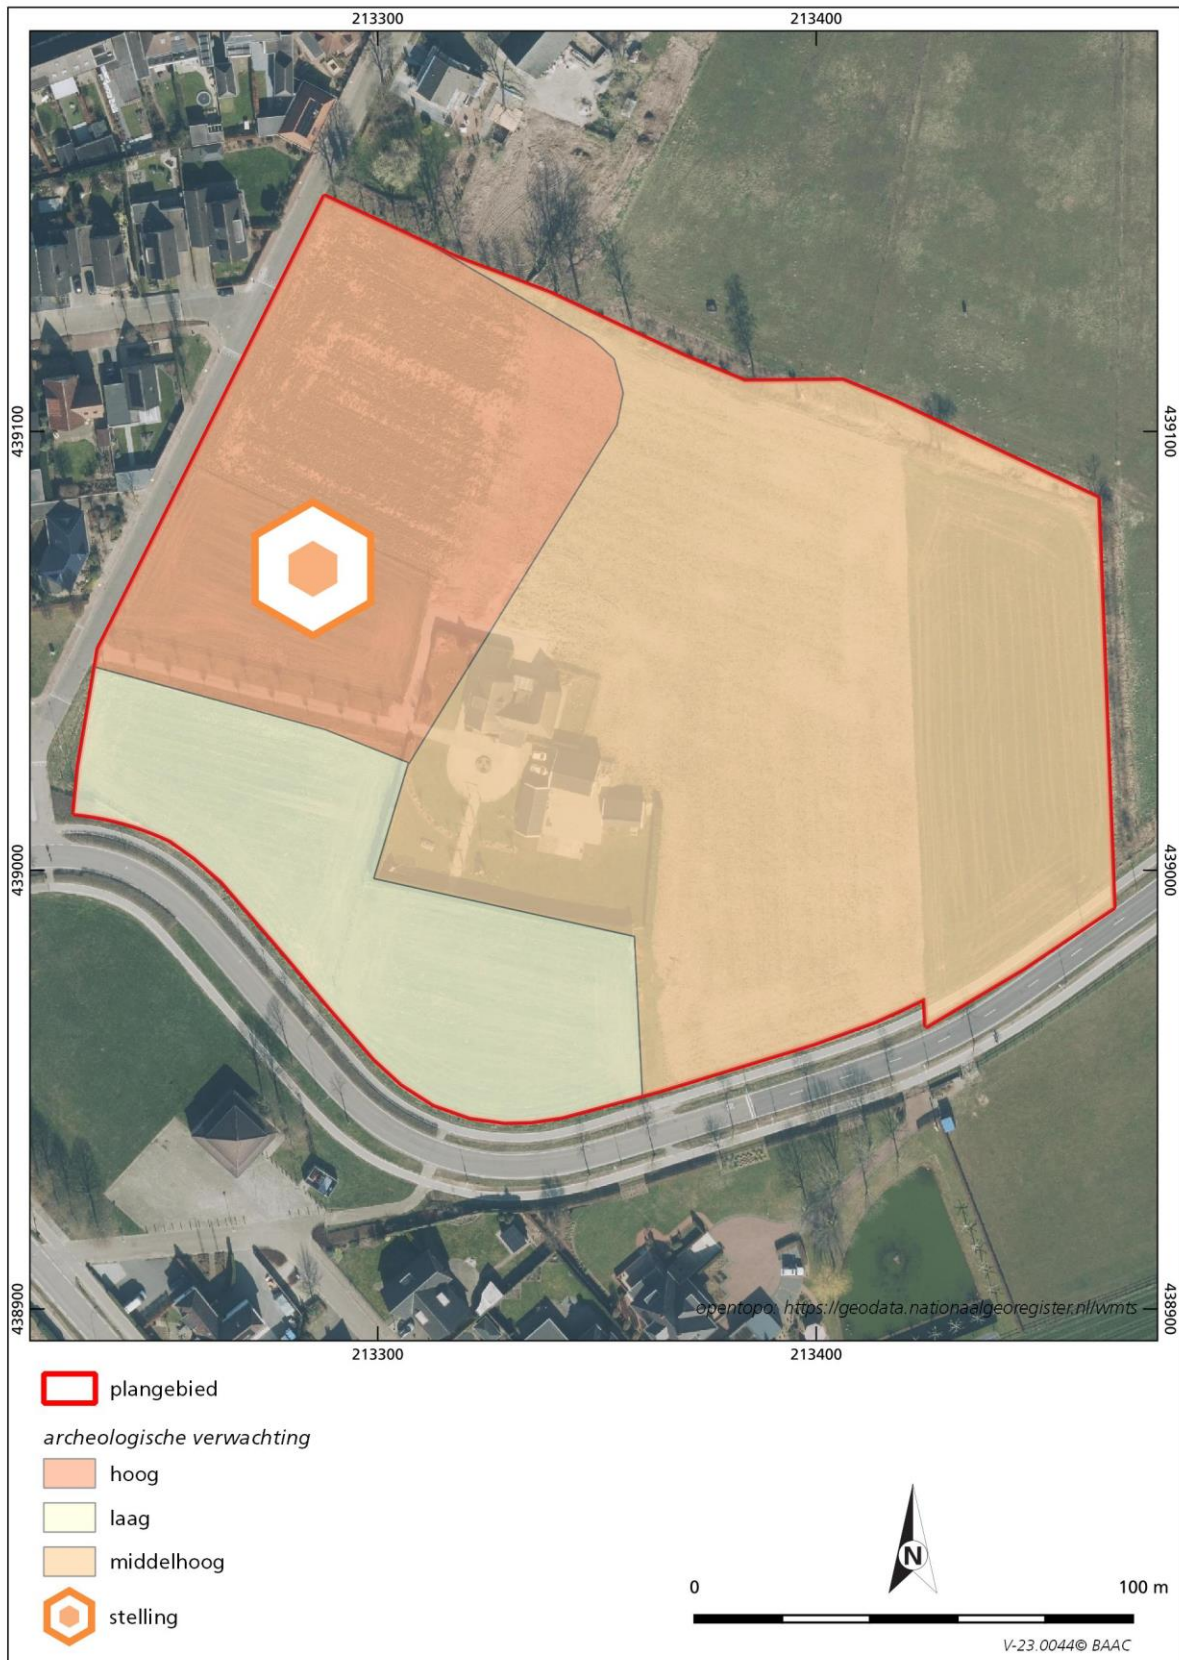 213300
213400
439100
439100
439000
439000
438900
438900
opentopo: https://geodata.nationaalgeoregister.nl/wmts
213300
213400
plangebied
archeologische verwachting
hoog
laag
middelhoog
stelling
N
0
100 m
V-23.0044© BAAC